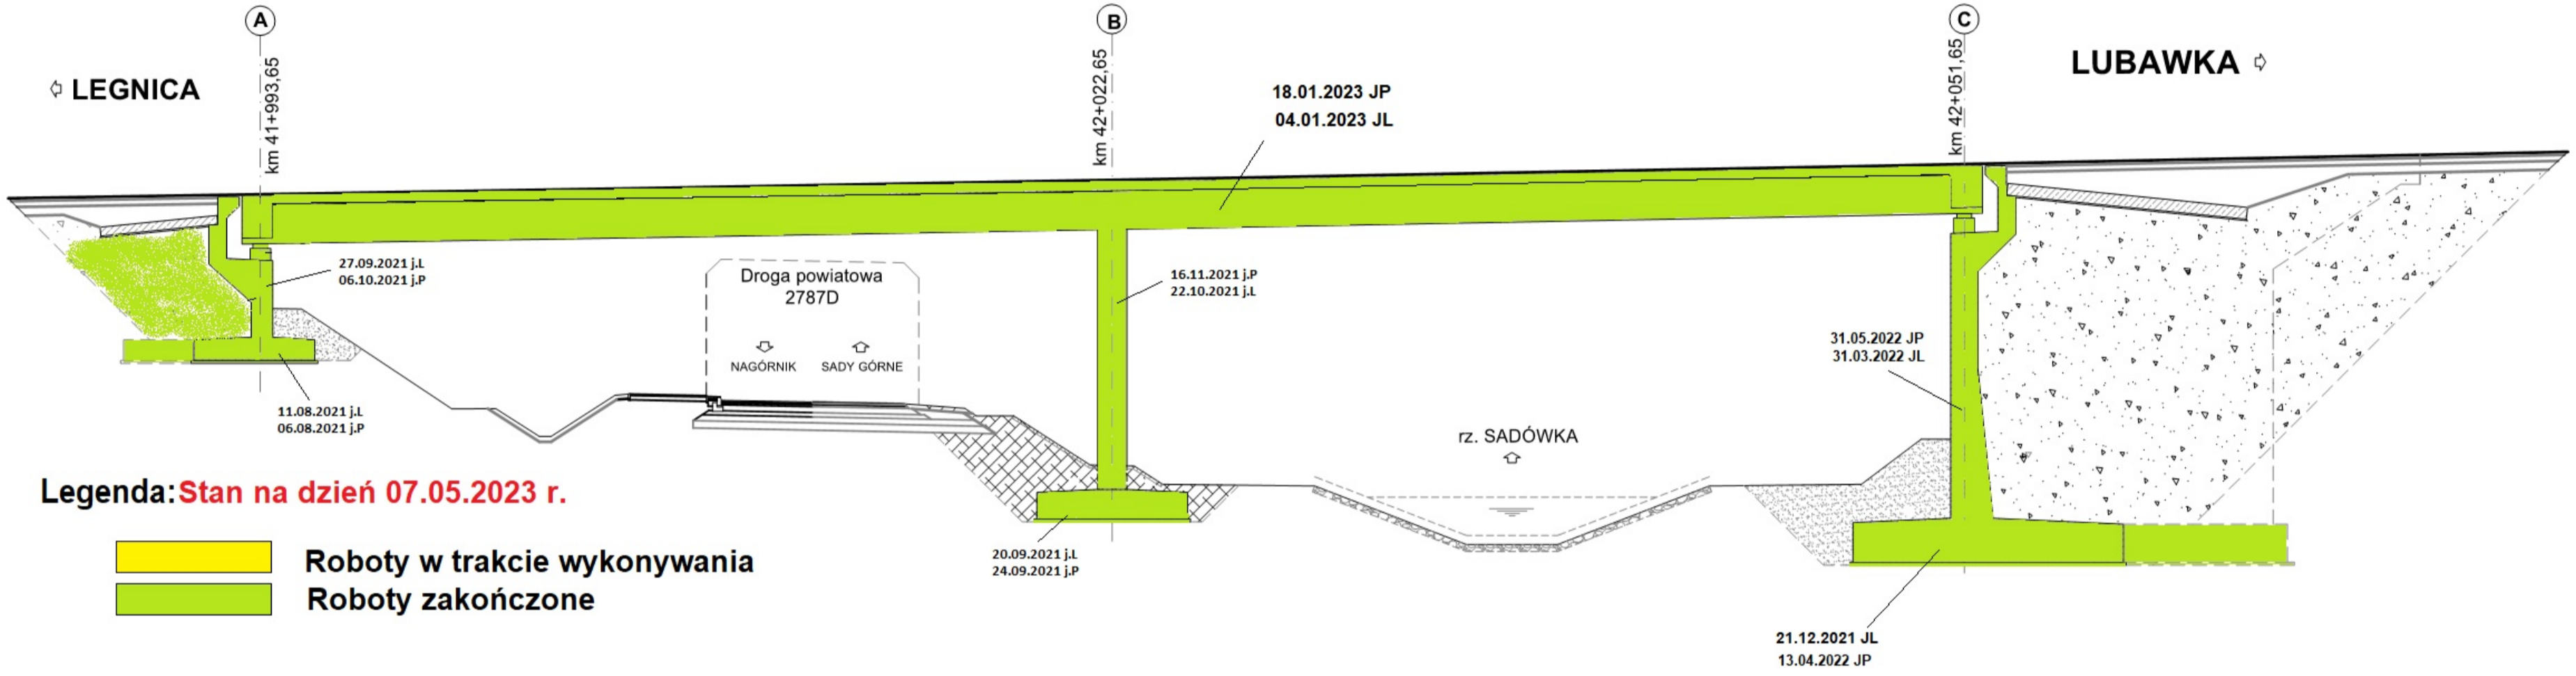 A
B
C
⇦ LEGNICA
km 41+993,65
km 42+022,65
km 42+051,65
LUBAWKA ⇨
18.01.2023 JP
04.01.2023 JL
27.09.2021 j.L
06.10.2021 j.P
Droga powiatowa
2787D
NAGÓRNIK
SADY GÓRNE
16.11.2021 j.P
22.10.2021 j.L
31.05.2022 JP
31.03.2022 JL
11.08.2021 j.L
06.08.2021 j.P
rz. SADÓWKA
Legenda: Stan na dzień 07.05.2023 r.
Roboty w trakcie wykonywania
Roboty zakończone
20.09.2021 j.L
24.09.2021 j.P
21.12.2021 JL
13.04.2022 JP